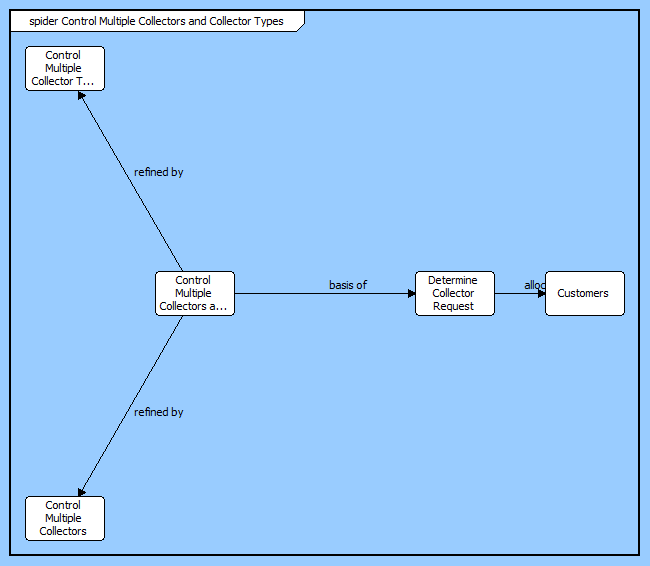 spider Control Multiple Collectors and Collector Types
Control
Multiple
Collector T...
refined by
Control
Multiple
Collectors a...
basis of
Determine
Collector
Request
alloc
Customers
refined by
Control
Multiple
Collectors